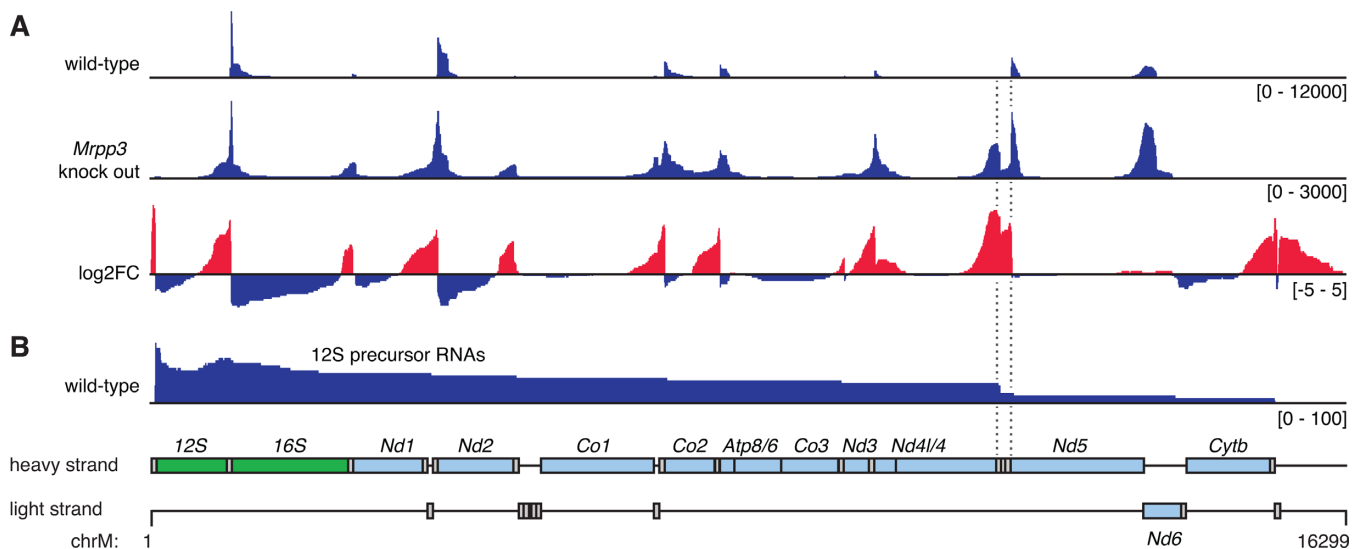 A
wild-type
[0 - 12000]
Mrpp3
knock out
[0 - 3000]
log2FC
[-5 - 5]
B
12S precursor RNAs
wild-type
[0 - 100]
12S 16S Nd1 Nd2 Co1 Co2 Atp8/6 Co3 Nd3 Nd4l/4 Nd5 Cytb
heavy strand
light strand
Nd6
chrM: 1 16299